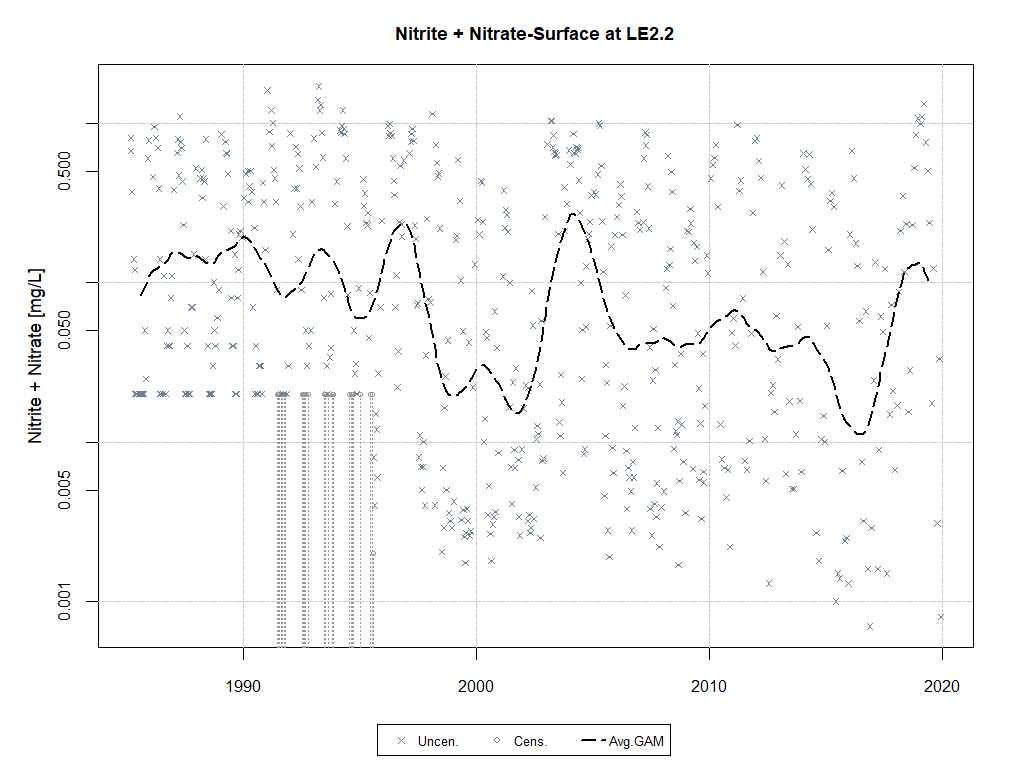 Nitrite + Nitrate-Surface at LE2.2
Nitrite + Nitrate [mg/L]
0.500
0.050
0.005
0.001
1990 2000 2010 2020
Uncen. Cens. Avg.GAM